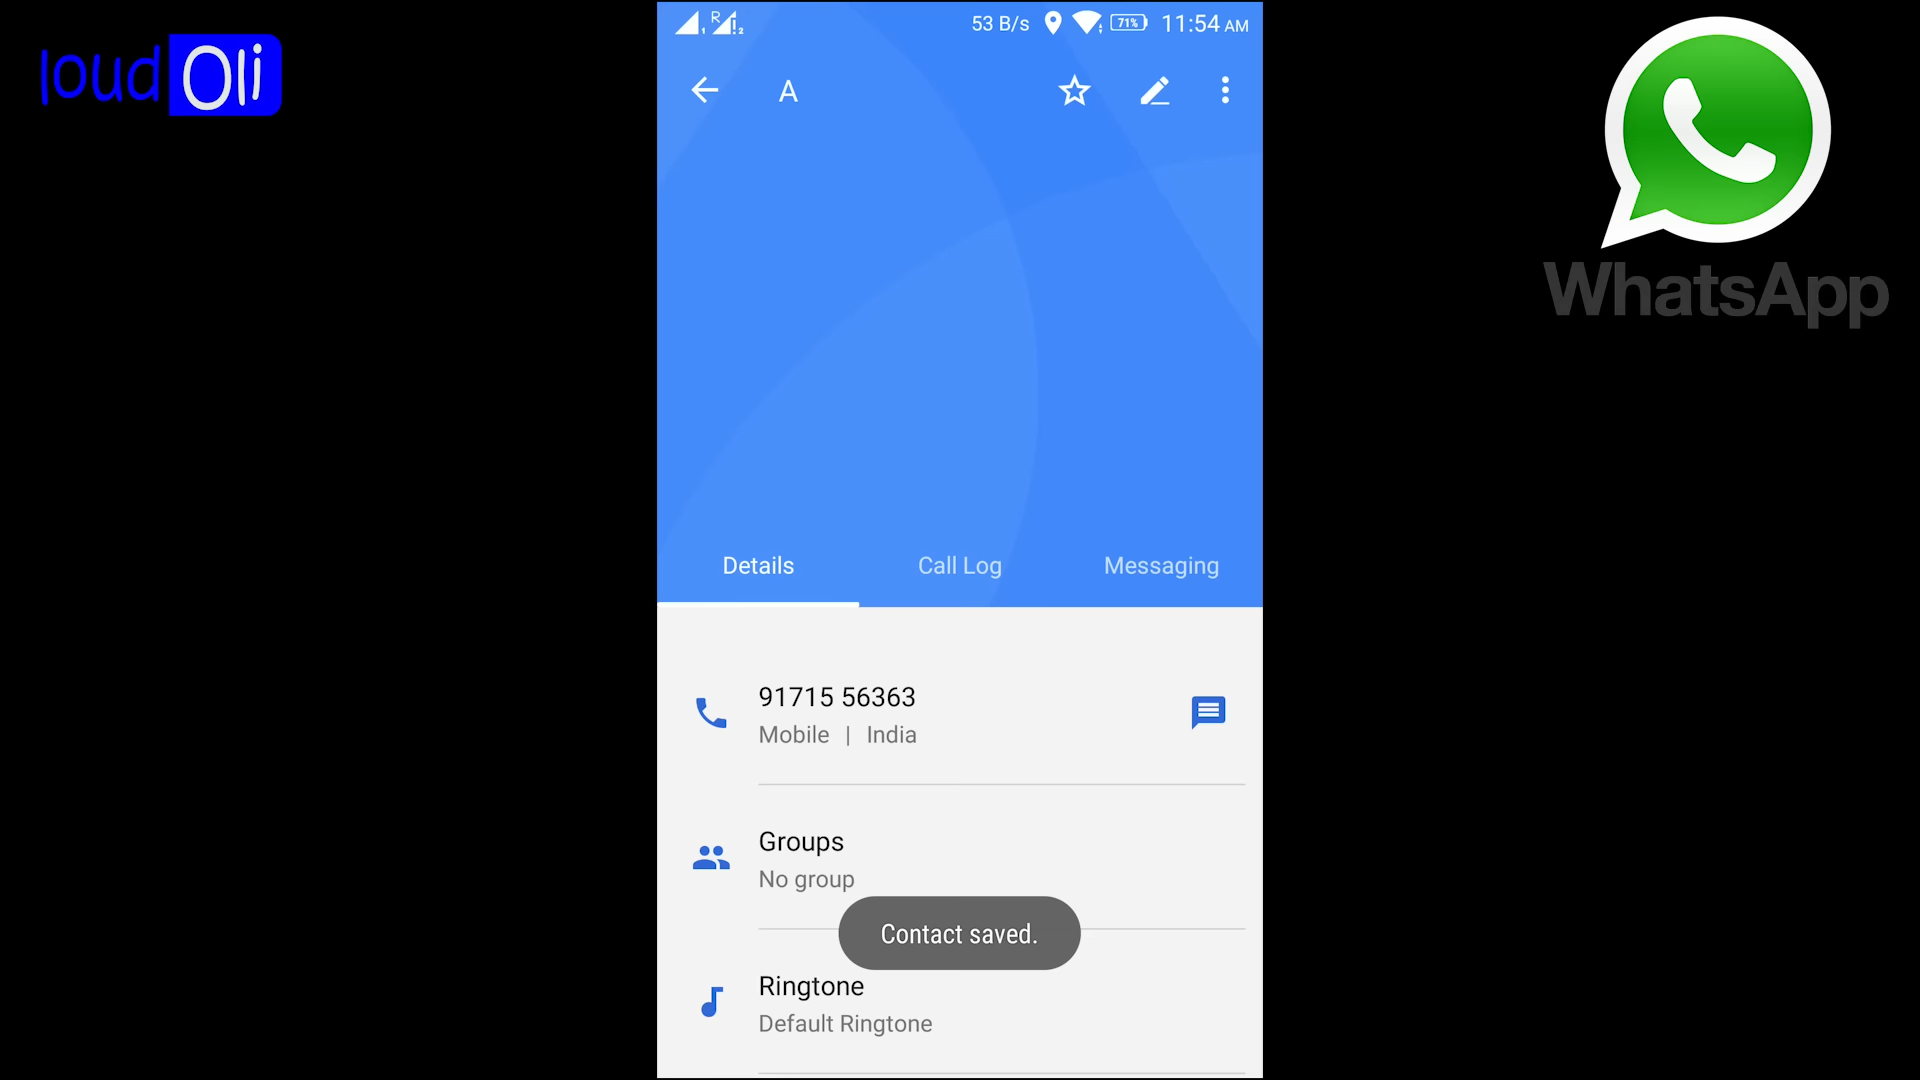 loud Oli
53 B/s 71% 11:54 AM
A
WhatsApp
Details Call Log Messaging
91715 56363
Mobile | India
Groups
No group
Contact saved.
Ringtone
Default Ringtone